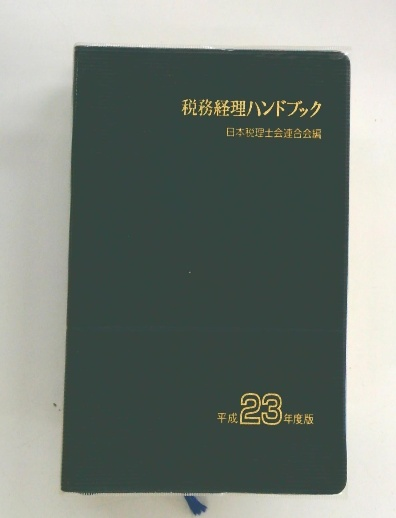 税務経理ハンドブック
日本税理士会連合会編
平成23年度版